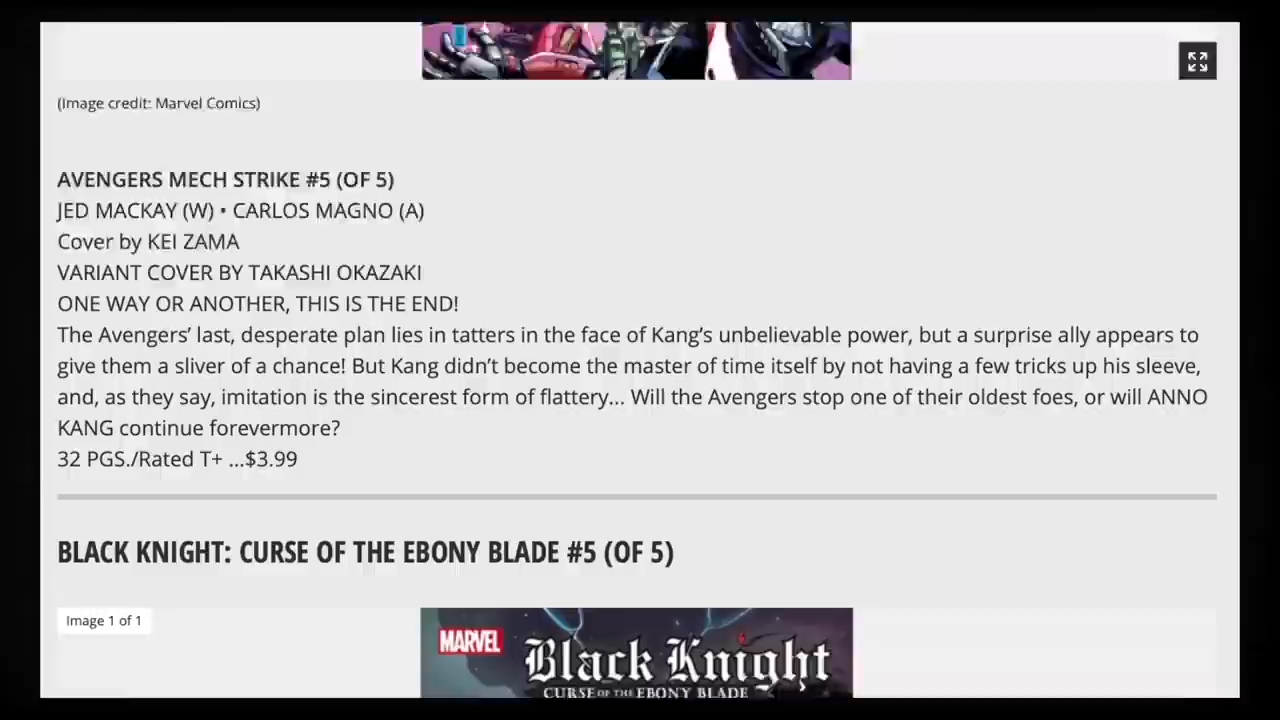 (Image credit: Marvel Comics)
AVENGERS MECH STRIKE #5 (OF 5)
JED MACKAY (W) • CARLOS MAGNO (A)
Cover by KEI ZAMA
VARIANT COVER BY TAKASHI OKAZAKI
ONE WAY OR ANOTHER, THIS IS THE END!
The Avengers’ last, desperate plan lies in tatters in the face of Kang’s unbelievable power, but a surprise ally appears to
give them a sliver of a chance! But Kang didn’t become the master of time itself by not having a few tricks up his sleeve,
and, as they say, imitation is the sincerest form of flattery... Will the Avengers stop one of their oldest foes, or will ANNO
KANG continue forevermore?
32 PGS./Rated T+ ...$3.99
BLACK KNIGHT: CURSE OF THE EBONY BLADE #5 (OF 5)
Image 1 of 1
MARVEL
Black Knight
CURSE OF THE EBONY BLADE